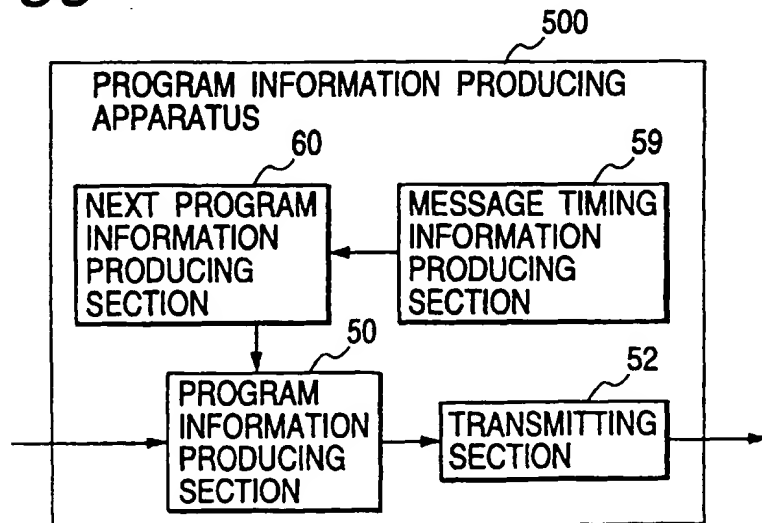 500
PROGRAM INFORMATION PRODUCING
APPARATUS
60
59
NEXT PROGRAM
INFORMATION
PRODUCING
SECTION
MESSAGE TIMING
INFORMATION
PRODUCING
SECTION
50
52
PROGRAM
INFORMATION
PRODUCING
SECTION
TRANSMITTING
SECTION